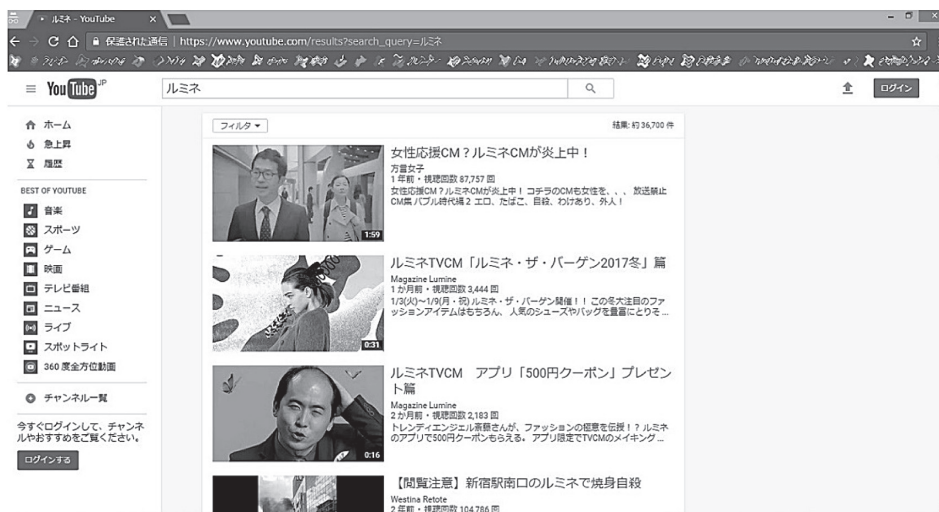 ルミネ - YouTube
保護された通信 | https://www.youtube.com/results?search_query=ルミネ
YouTube JP
ルミネ
ログイン
ホーム
急上昇
履歴
BEST OF YOUTUBE
音楽
スポーツ
ゲーム
映画
テレビ番組
ニュース
ライブ
スポットライト
360 度全方位動画
チャンネル一覧
今すぐログインして、チャンネ
ルやおすすめをご覧ください。
ログインする
フィルタ
結果: 約 36,700 件
女性応援CM?ルミネCMが炎上中!
1 年前・視聴回数 87,757 回
女性応援CM?ルミネCMが炎上中! コチラのCMも女性を、、、 放送禁止
CM集 バブル時代編 2 エロ、たばこ、自殺、わけあり、外人!
1:59
ルミネTVCM「ルミネ・ザ・バーゲン2017冬」篇
Magazine Lumine
1 か月前・視聴回数 3,444 回
1/3(火)~1/9(月・祝) ルミネ・ザ・バーゲン開催!! この冬大注目のファ
ッションアイテムはもちろん、人気のシューズやバッグを豊富にとりそ...
0:31
ルミネTVCM アプリ「500円クーポン」プレゼン
ト篇
Magazine Lumine
2 か月前・視聴回数 2,183 回
トレンディエンジェル斎藤さんが、ファッションの極意を伝授!? ルミネ
のアプリで500円クーポンもらえる。 アプリ限定でTVCMのメイキング...
0:16
【閲覧注意】新宿駅南口のルミネで焼身自殺
Westina Retote
2 年前・視聴回数 104,786 回